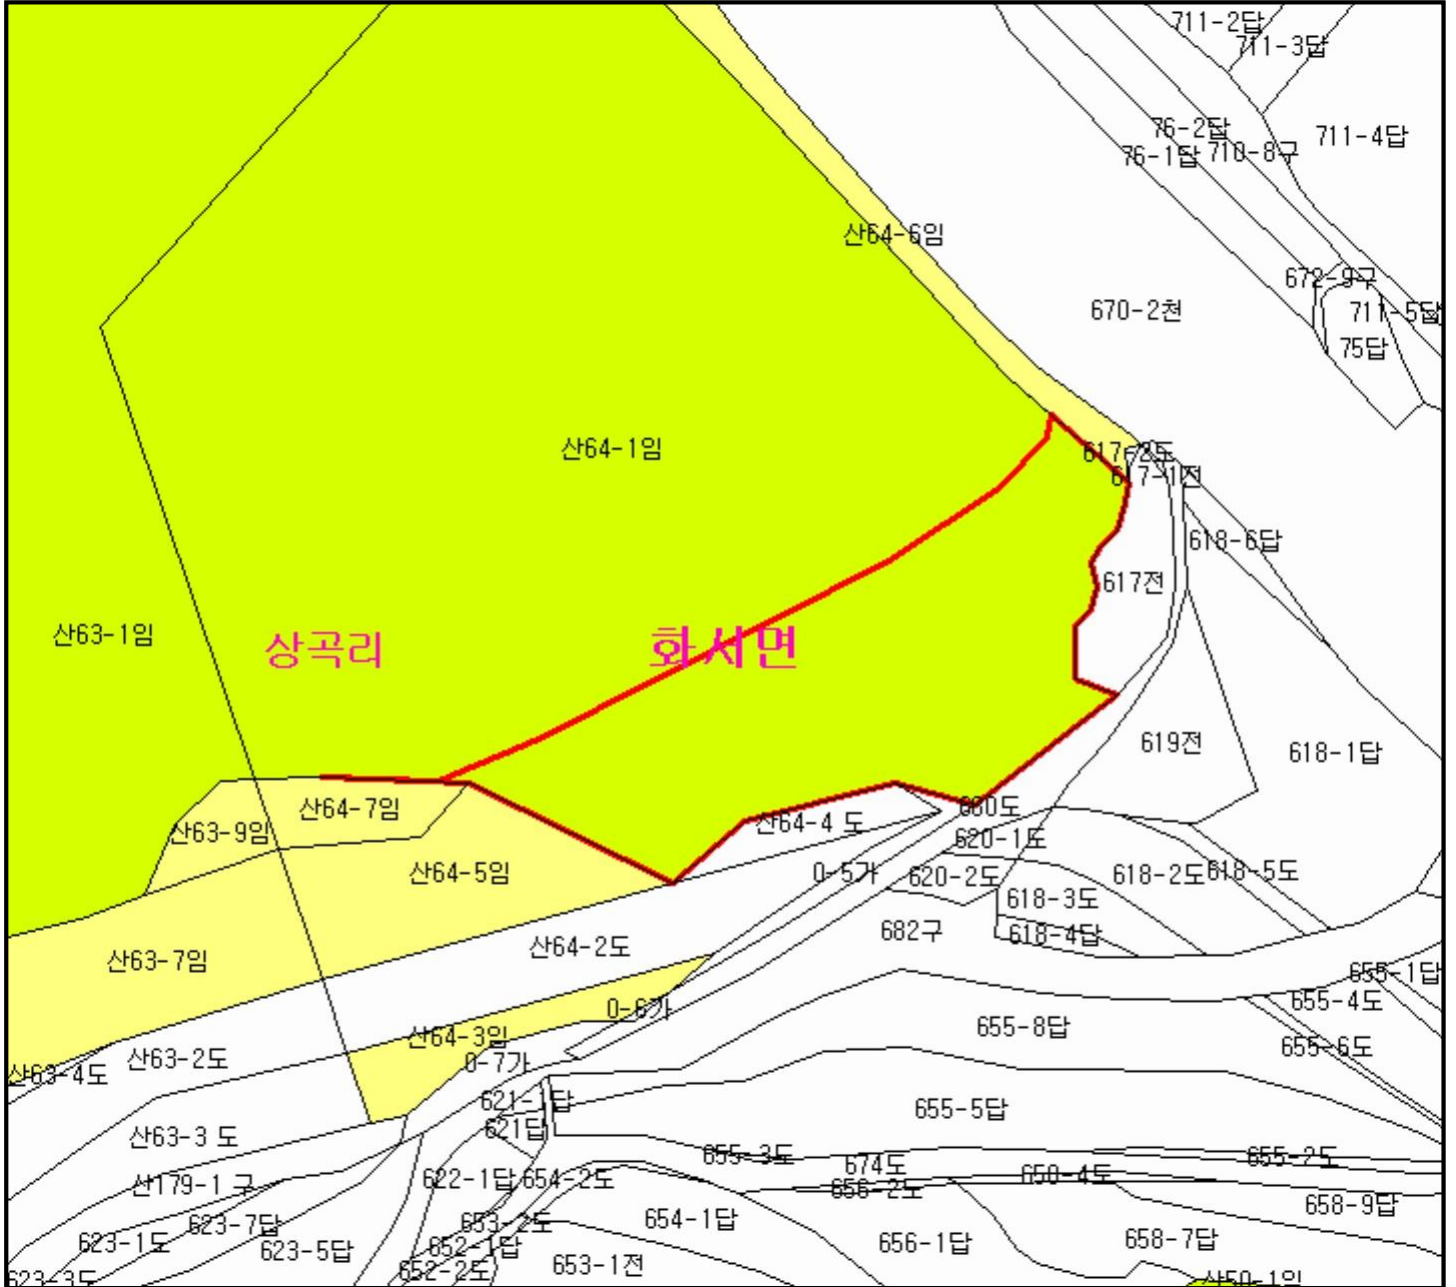 711-2답
711-3답
76-2답
711-4답
76-1답
710-8구
산64-6임
672-9구
670-2천
711-5답
75답
산64-1임
617-2도
617-1전
618-6답
617전
산63-1임
상곡리
화서면
619전
618-1답
산64-7임
680도
산63-9임
산64-4 도
620-1도
산64-5임
0-5가
620-2도
618-2도
618-5도
618-3도
682구
618-4답
산64-2도
산63-7임
655-1답
655-4도
0-6가
655-8답
산64-3임
655-6도
산63-2도
0-7가
산63-4도
621-1답
655-5답
621답
산63-3 도
655-3도
655-2도
674도
650-4도
622-1답
654-2도
산179-1 구
656-2도
658-9답
654-1답
653-2도
623-7답
658-7답
623-1도
652-1답
656-1답
623-5답
653-1전
652-2도
623-3도
산50-1임